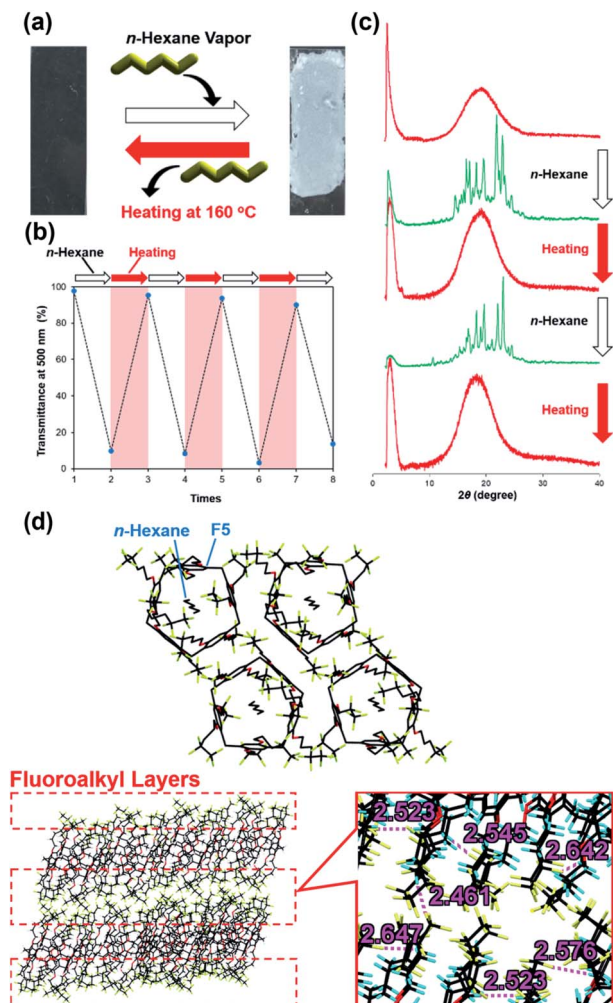 (a)
n-Hexane Vapor
Heating at 160 °C
(b)
n-Hexane Heating
Transmittance at 500 nm (%)
100
80
60
40
20
0
1 2 3 4 5 6 7 8
Times
(c)
n-Hexane
Heating
n-Hexane
Heating
0 10 20 30 40
2θ (degree)
(d)
n-Hexane F5
Fluoroalkyl Layers
2.523
2.545
2.642
2.461
2.647
2.576
2.523